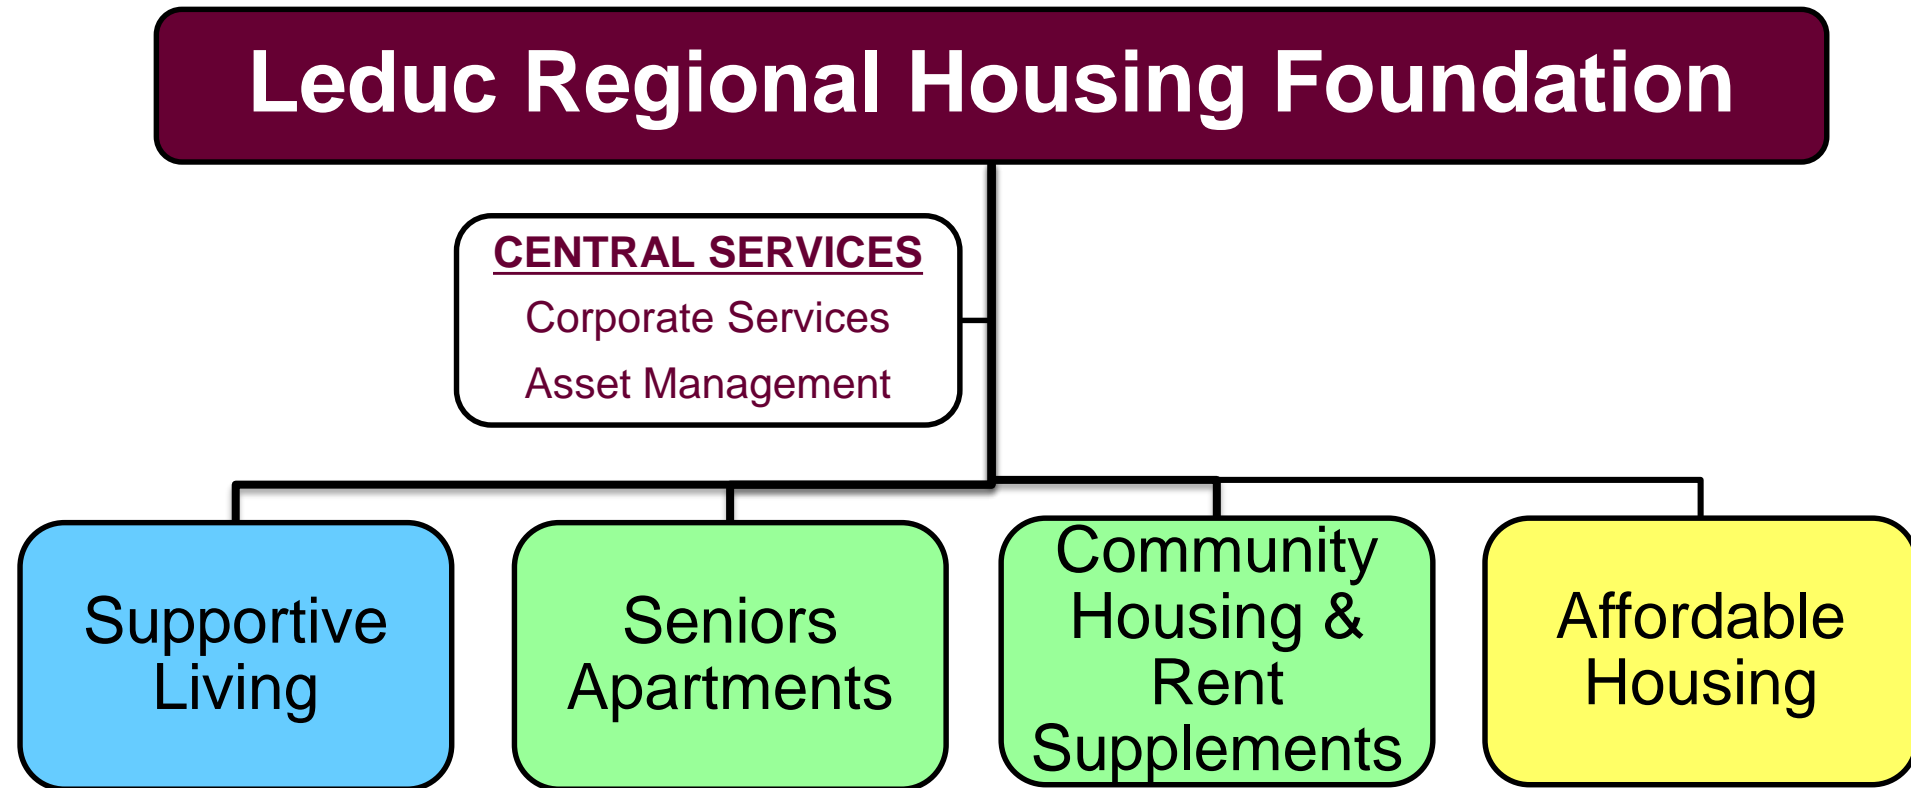 Leduc Regional Housing Foundation
CENTRAL SERVICES
Corporate Services
Asset Management
Supportive
Living
Seniors
Apartments
Community
Housing &
Rent
Supplements
Affordable
Housing